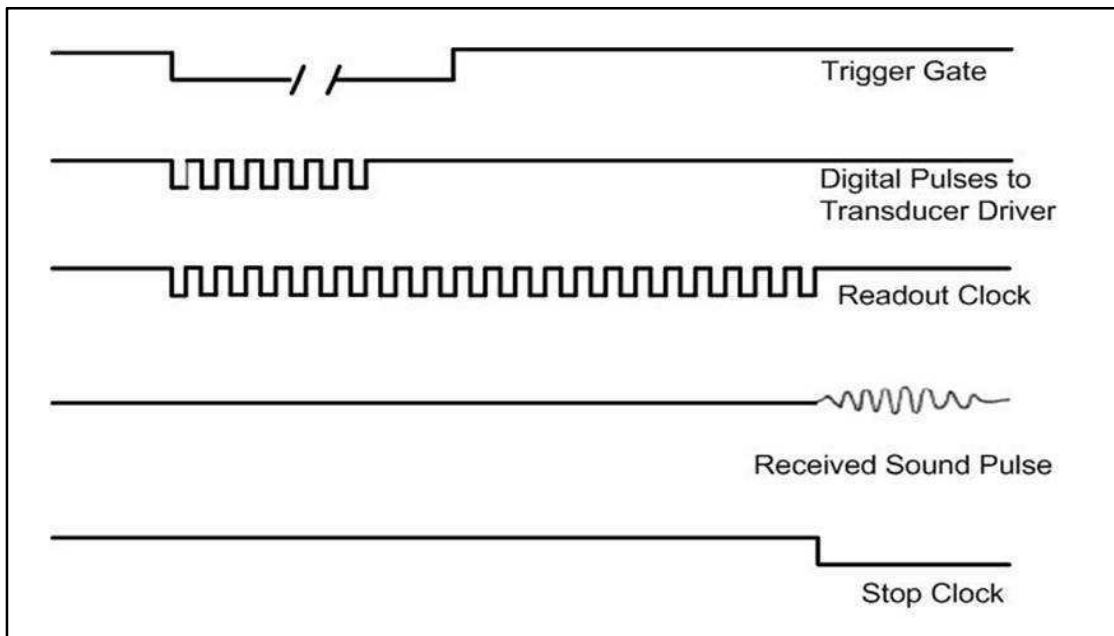 Trigger Gate
Digital Pulses to
Transducer Driver
Readout Clock
Received Sound Pulse
Stop Clock